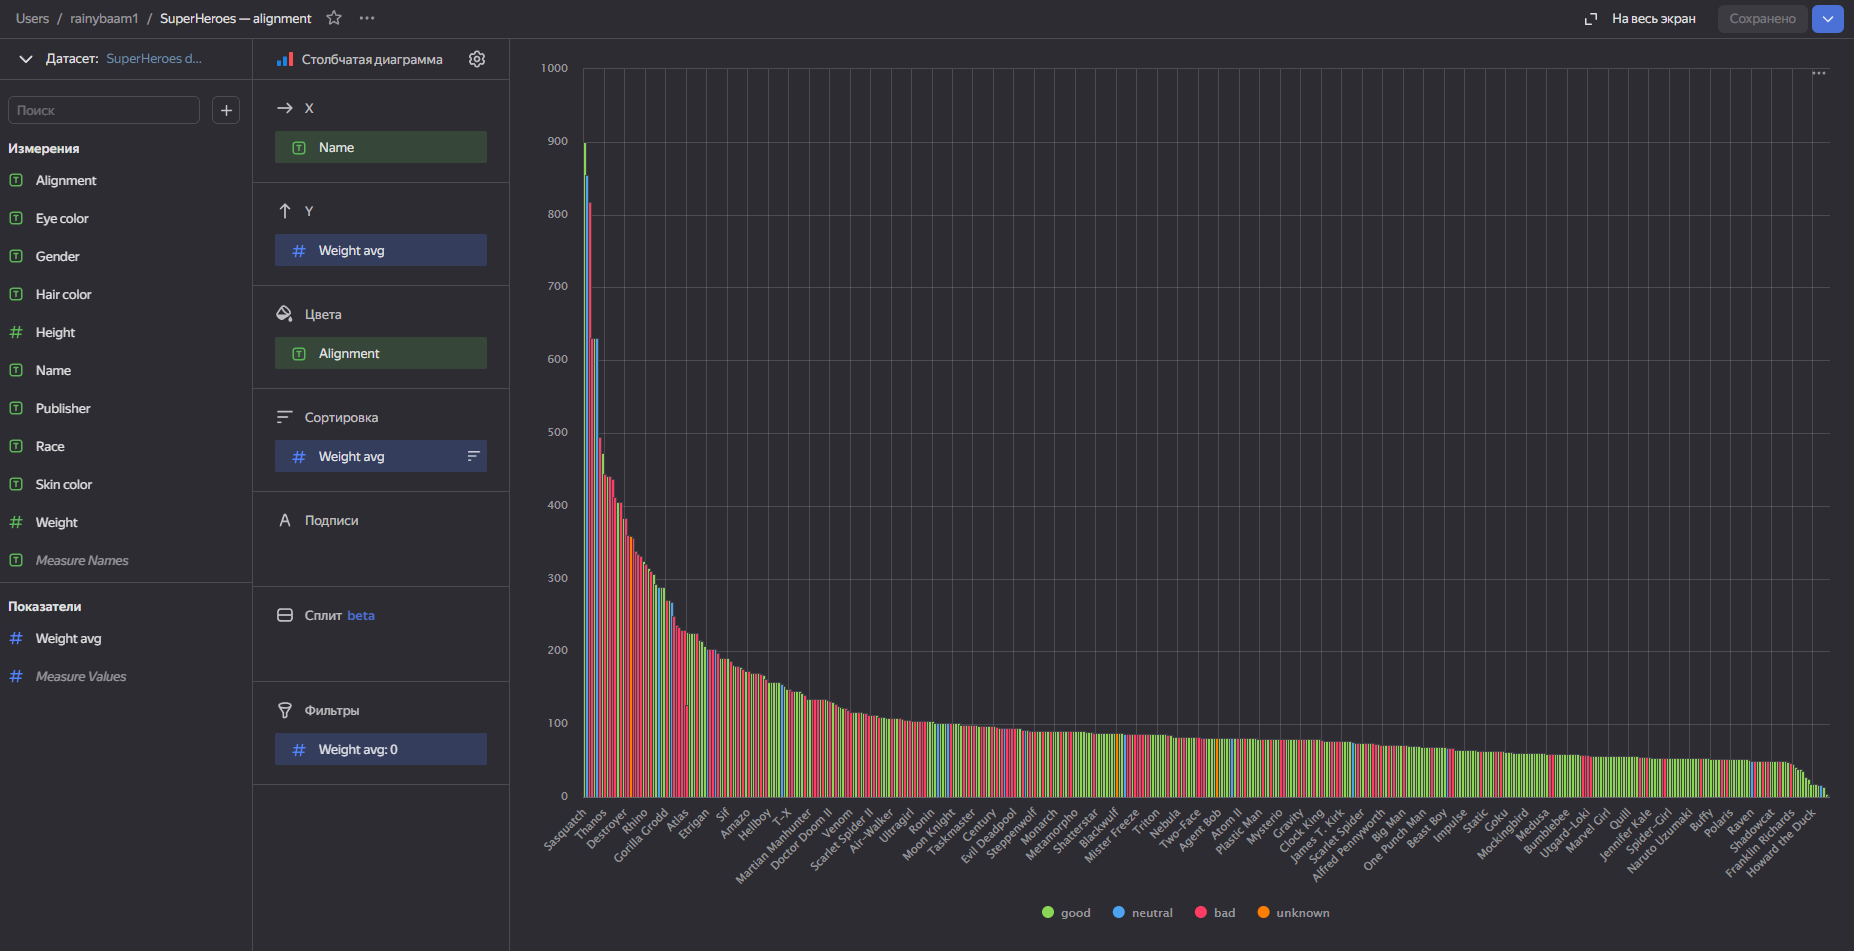 Users / rainybaam1 / SuperHeroes — alignment
На весь экран
Сохранено
Датасет: SuperHeroes d...
Поиск
Измерения
Alignment
Eye color
Gender
Hair color
Height
Name
Publisher
Race
Skin color
Weight
Measure Names
Показатели
Weight avg
Measure Values
Столбчатая диаграмма
X
Name
Y
Weight avg
Цвета
Alignment
Сортировка
Weight avg
Подписи
Сплит beta
Фильтры
Weight avg: 0
1000
900
800
700
600
500
400
300
200
100
0
Sasquatch
Thanos
Destroyer
Rhino
Gorilla Grodd
Atlas
Etrigan
Sif
Amazo
Hellboy
T-X
Martian Manhunter
Doctor Doom II
Venom
Scarlet Spider II
Air-Walker
Ultragirl
Ronin
Moon Knight
Taskmaster
Century
Evil Deadpool
Steppenwolf
Monarch
Metamorpho
Shatterstar
Blackwulf
Mister Freeze
Triton
Nebula
Two-Face
Agent Bob
Atom II
Plastic Man
Mysterio
Gravity
Clock King
James T. Kirk
Scarlet Spider
Alfred Pennyworth
Big Man
One Punch Man
Beast Boy
Impulse
Static
Goku
Mockingbird
Medusa
Bumblebee
Utgard-Loki
Marvel Girl
Quill
Jennifer Kale
Spider-Girl
Naruto Uzumaki
Buffy
Polaris
Raven
Shadowcat
Franklin Richards
Howard the Duck
good neutral bad unknown